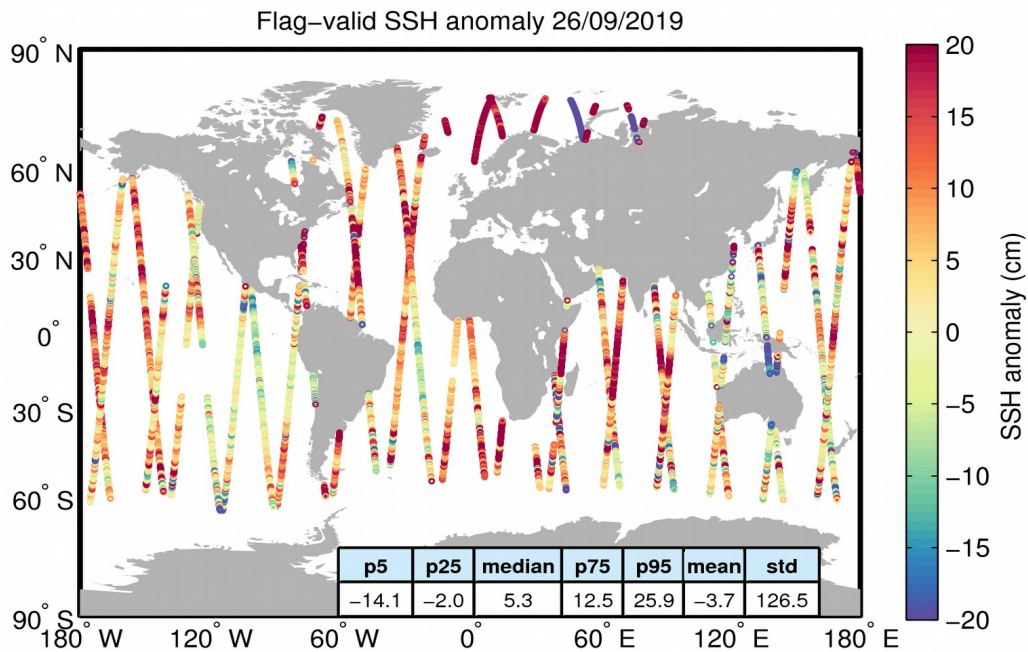 Flag−valid SSH anomaly 26/09/2019
90° N
60° N
30° N
0°
30° S
60° S
90° S
180° W
120° W
60° W
0°
60° E
120° E
180° E
p5 p25 median p75 p95 mean std
−14.1 −2.0 5.3 12.5 25.9 −3.7 126.5
20
15
10
5
0
−5
−10
−15
−20
SSH anomaly (cm)